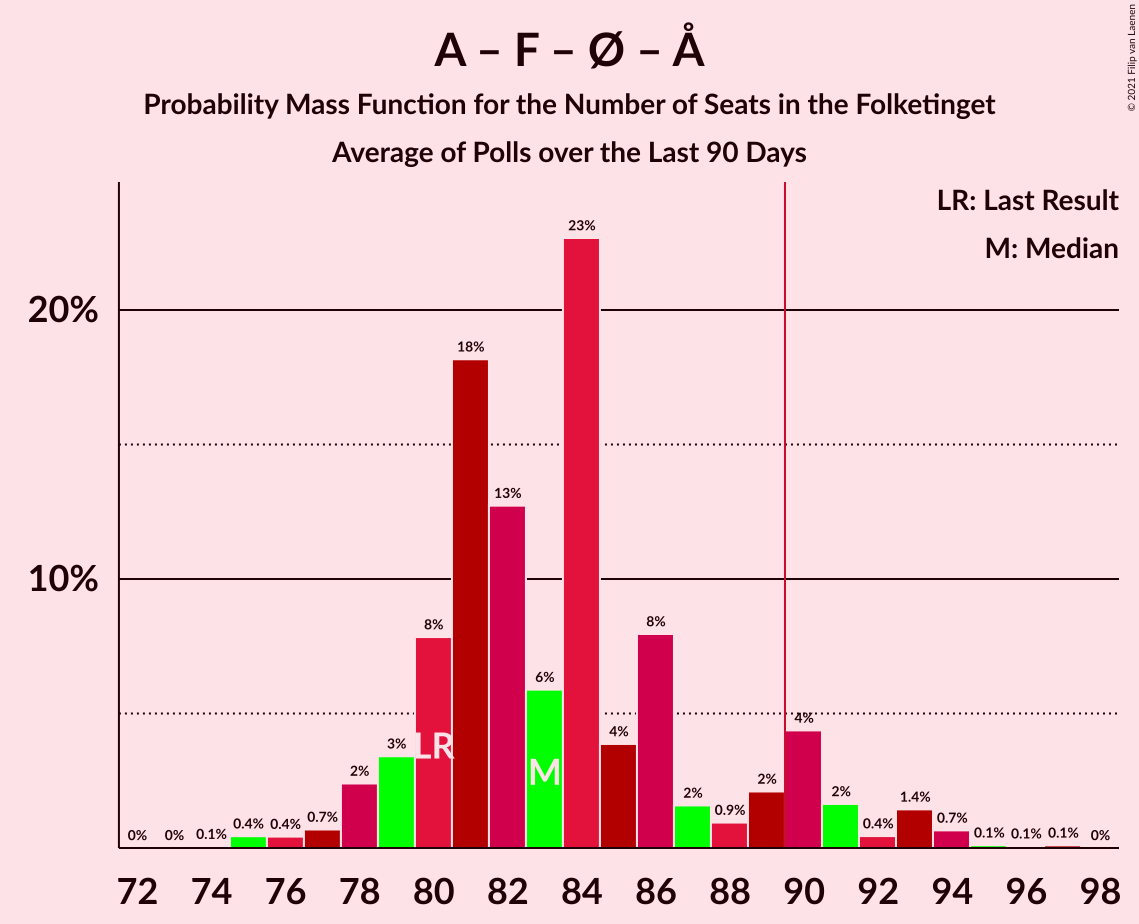 A – F – Ø – Å
Probability Mass Function for the Number of Seats in the Folketinget
Average of Polls over the Last 90 Days
© 2021 Filip van Laenen
LR: Last Result
M: Median
20%
10%
0% 0% 0.1% 0.4% 0.4% 0.7% 2% 3% 8% 18% 13% 6% 23% 4% 8% 2% 0.9% 2% 4% 2% 0.4% 1.4% 0.7% 0.1% 0.1% 0.1% 0%
LR
M
72 74 76 78 80 82 84 86 88 90 92 94 96 98